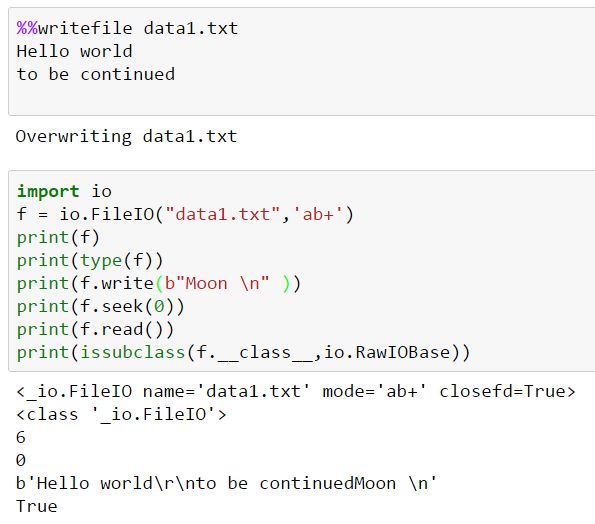 %%writefile data1.txt
Hello world
to be continued
Overwriting data1.txt
import io
f = io.FileIO("data1.txt",'ab+')
print(f)
print(type(f))
print(f.write(b"Moon \n" ))
print(f.seek(0))
print(f.read())
print(issubclass(f.__class__,io.RawIOBase))
<_io.FileIO name='data1.txt' mode='ab+' closefd=True>
<class '_io.FileIO'>
6
0
b'Hello world\r\nto be continuedMoon \n'
True